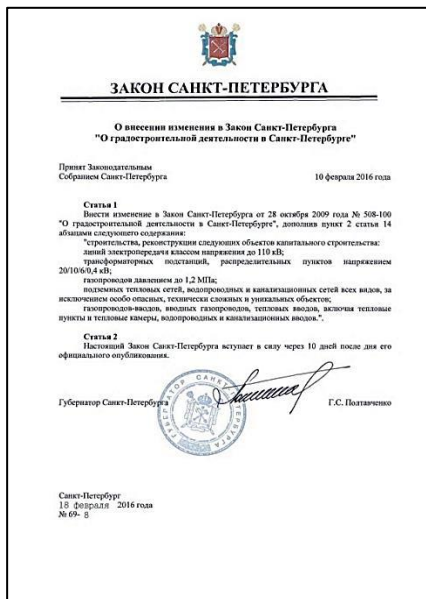 ЗАКОН САНКТ-ПЕТЕРБУРГА
О внесении изменения в Закон Санкт-Петербурга
"О градостроительной деятельности в Санкт-Петербурге"
Принят Законодательным
Собранием Санкт-Петербурга 10 февраля 2016 года
Статья 1
Внести изменение в Закон Санкт-Петербурга от 28 октября 2009 года № 508-100
"О градостроительной деятельности в Санкт-Петербурге", дополнив пункт 2 статьи 14
абзацами следующего содержания:
"строительства, реконструкции следующих объектов капитального строительства:
линий электропередач классом напряжения до 110 кВ;
трансформаторных подстанций, распределительных пунктов напряжением
20/10/6/0,4 кВ;
газопроводов давлением до 1,2 МПа;
подземных тепловых сетей, водопроводных и канализационных сетей всех видов, за
исключением особо опасных, технически сложных и уникальных объектов;
газопроводов-вводов, вводных газопроводов, тепловых вводов, включая тепловые
пункты и тепловые камеры, водопроводных и канализационных вводов.".
Статья 2
Настоящий Закон Санкт-Петербурга вступает в силу через 10 дней после дня его
официального опубликования.
Губернатор Санкт-Петербурга Г.С. Полтавченко
ГУБЕРНАТОР САНКТ-ПЕТЕРБУРГА
Санкт-Петербург
18 февраля 2016 года
№ 69-8